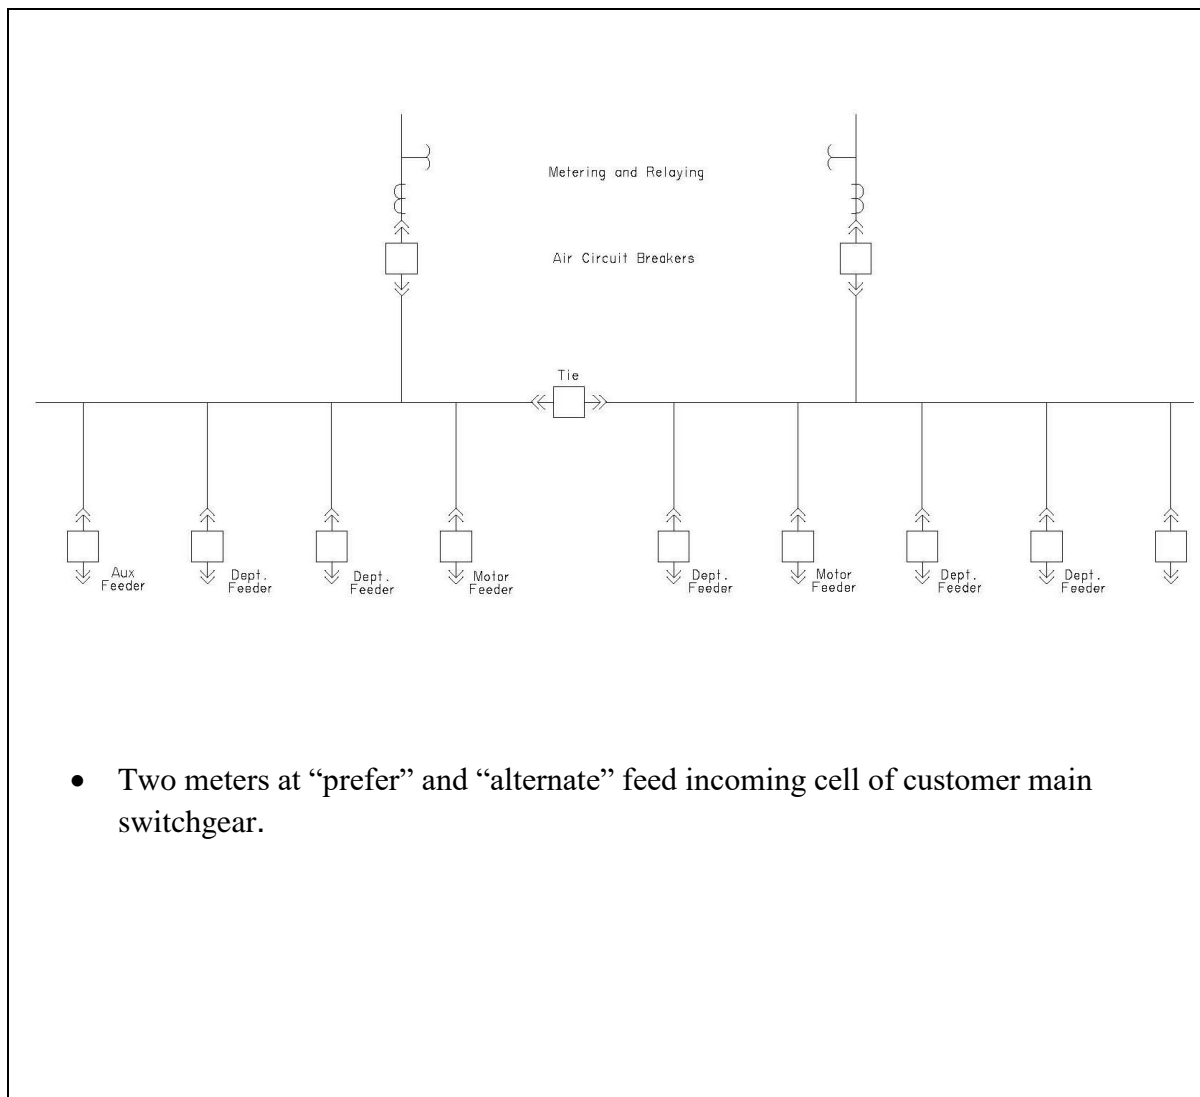 Metering and Relaying
Air Circuit Breakers
Tie
Aux
Feeder
Dept.
Feeder
Dept.
Feeder
Motor
Feeder
Dept.
Feeder
Motor
Feeder
Dept.
Feeder
Dept.
Feeder
• Two meters at “prefer” and “alternate” feed incoming cell of customer main
switchgear.